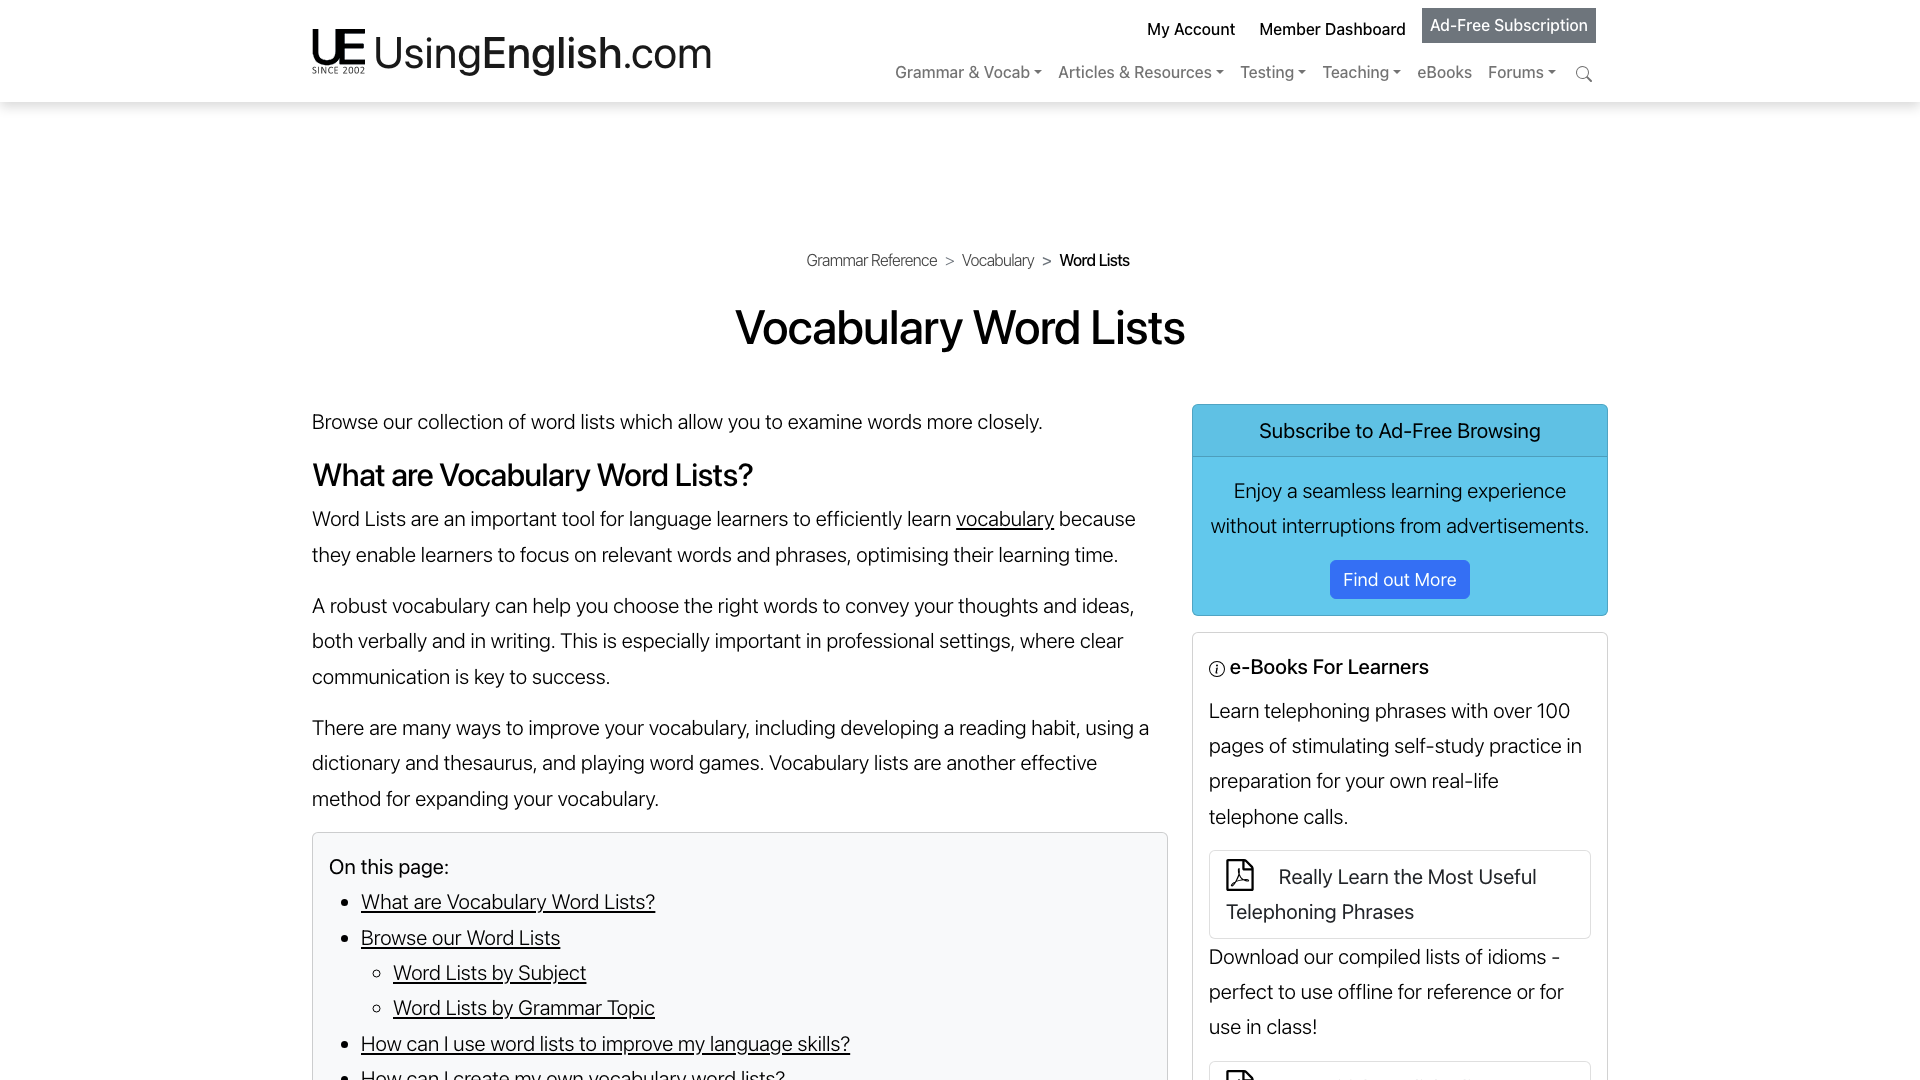 My Account
Member Dashboard
Ad-Free Subscription
UE SINCE 2002 UsingEnglish.com
Grammar & Vocab
Articles & Resources
Testing
Teaching
eBooks
Forums
Grammar Reference > Vocabulary > Word Lists
Vocabulary Word Lists
Browse our collection of word lists which allow you to examine words more closely.
What are Vocabulary Word Lists?
Word Lists are an important tool for language learners to efficiently learn vocabulary because
they enable learners to focus on relevant words and phrases, optimising their learning time.
A robust vocabulary can help you choose the right words to convey your thoughts and ideas,
both verbally and in writing. This is especially important in professional settings, where clear
communication is key to success.
There are many ways to improve your vocabulary, including developing a reading habit, using a
dictionary and thesaurus, and playing word games. Vocabulary lists are another effective
method for expanding your vocabulary.
On this page:
What are Vocabulary Word Lists?
Browse our Word Lists
Word Lists by Subject
Word Lists by Grammar Topic
How can I use word lists to improve my language skills?
How can I create my own vocabulary word lists?
Subscribe to Ad-Free Browsing
Enjoy a seamless learning experience
without interruptions from advertisements.
Find out More
e-Books For Learners
Learn telephoning phrases with over 100
pages of stimulating self-study practice in
preparation for your own real-life
telephone calls.
Really Learn the Most Useful
Telephoning Phrases
Download our compiled lists of idioms -
perfect to use offline for reference or for
use in class!